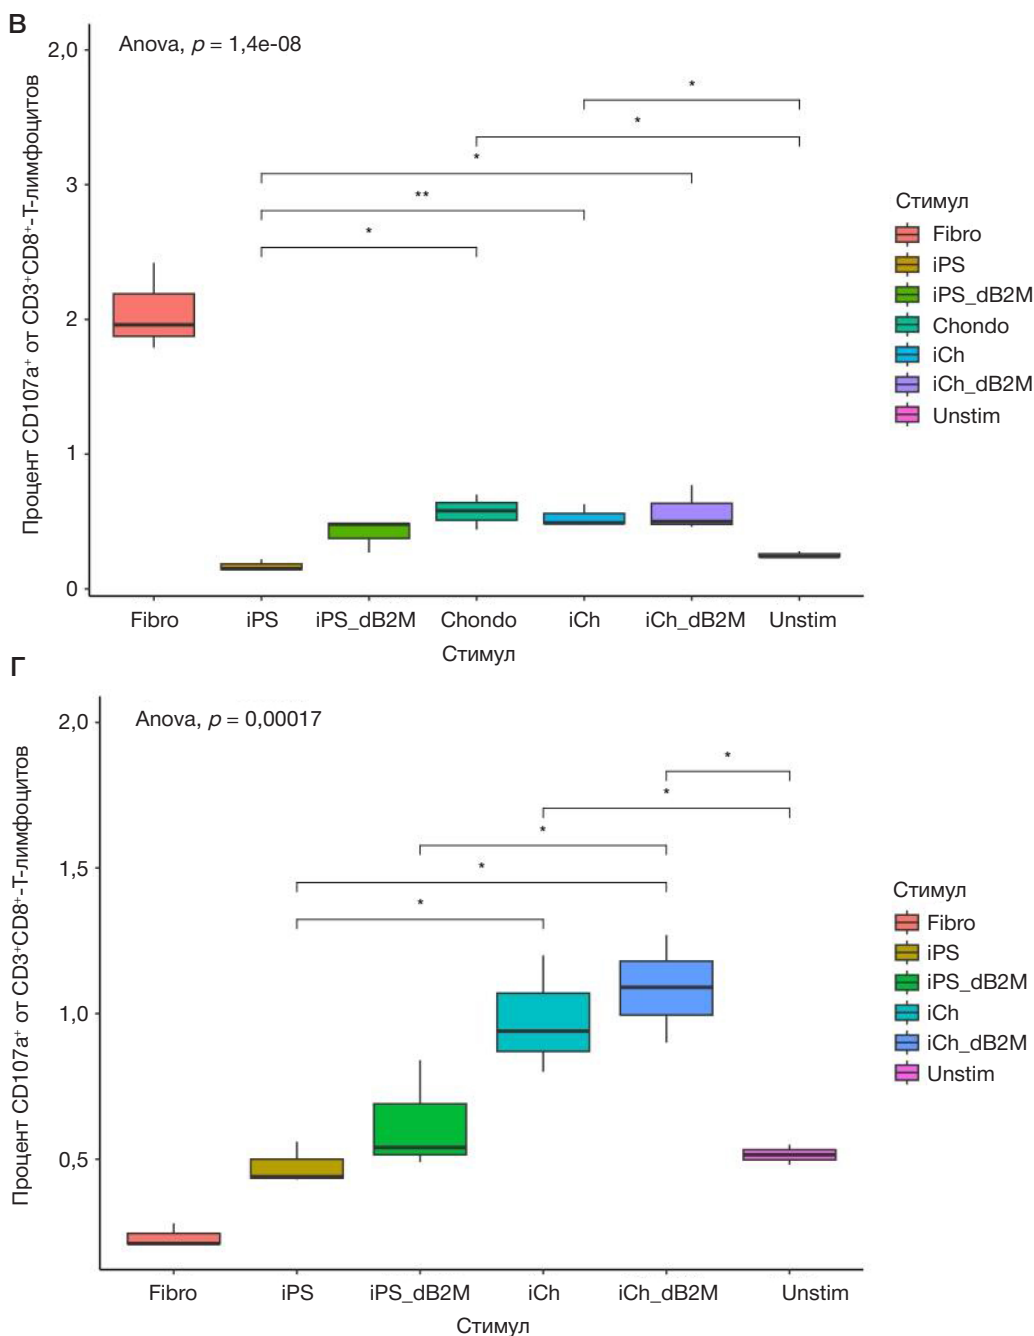 В
Anova, p = 1,4e-08
Процент CD107a⁺ от CD3⁺CD8⁺-Т-лимфоцитов
2,0
3
2
1
0
*
*
*
**
*
Fibro iPS iPS_dB2M Chondo iCh iCh_dB2M Unstim
Стимул
Стимул
Fibro
iPS
iPS_dB2M
Chondo
iCh
iCh_dB2M
Unstim
Г
Anova, p = 0,00017
Процент CD107a⁺ от CD3⁺CD8⁺-Т-лимфоцитов
2,0
1,5
1,0
0,5
*
*
*
*
*
Fibro iPS iPS_dB2M iCh iCh_dB2M Unstim
Стимул
Стимул
Fibro
iPS
iPS_dB2M
iCh
iCh_dB2M
Unstim